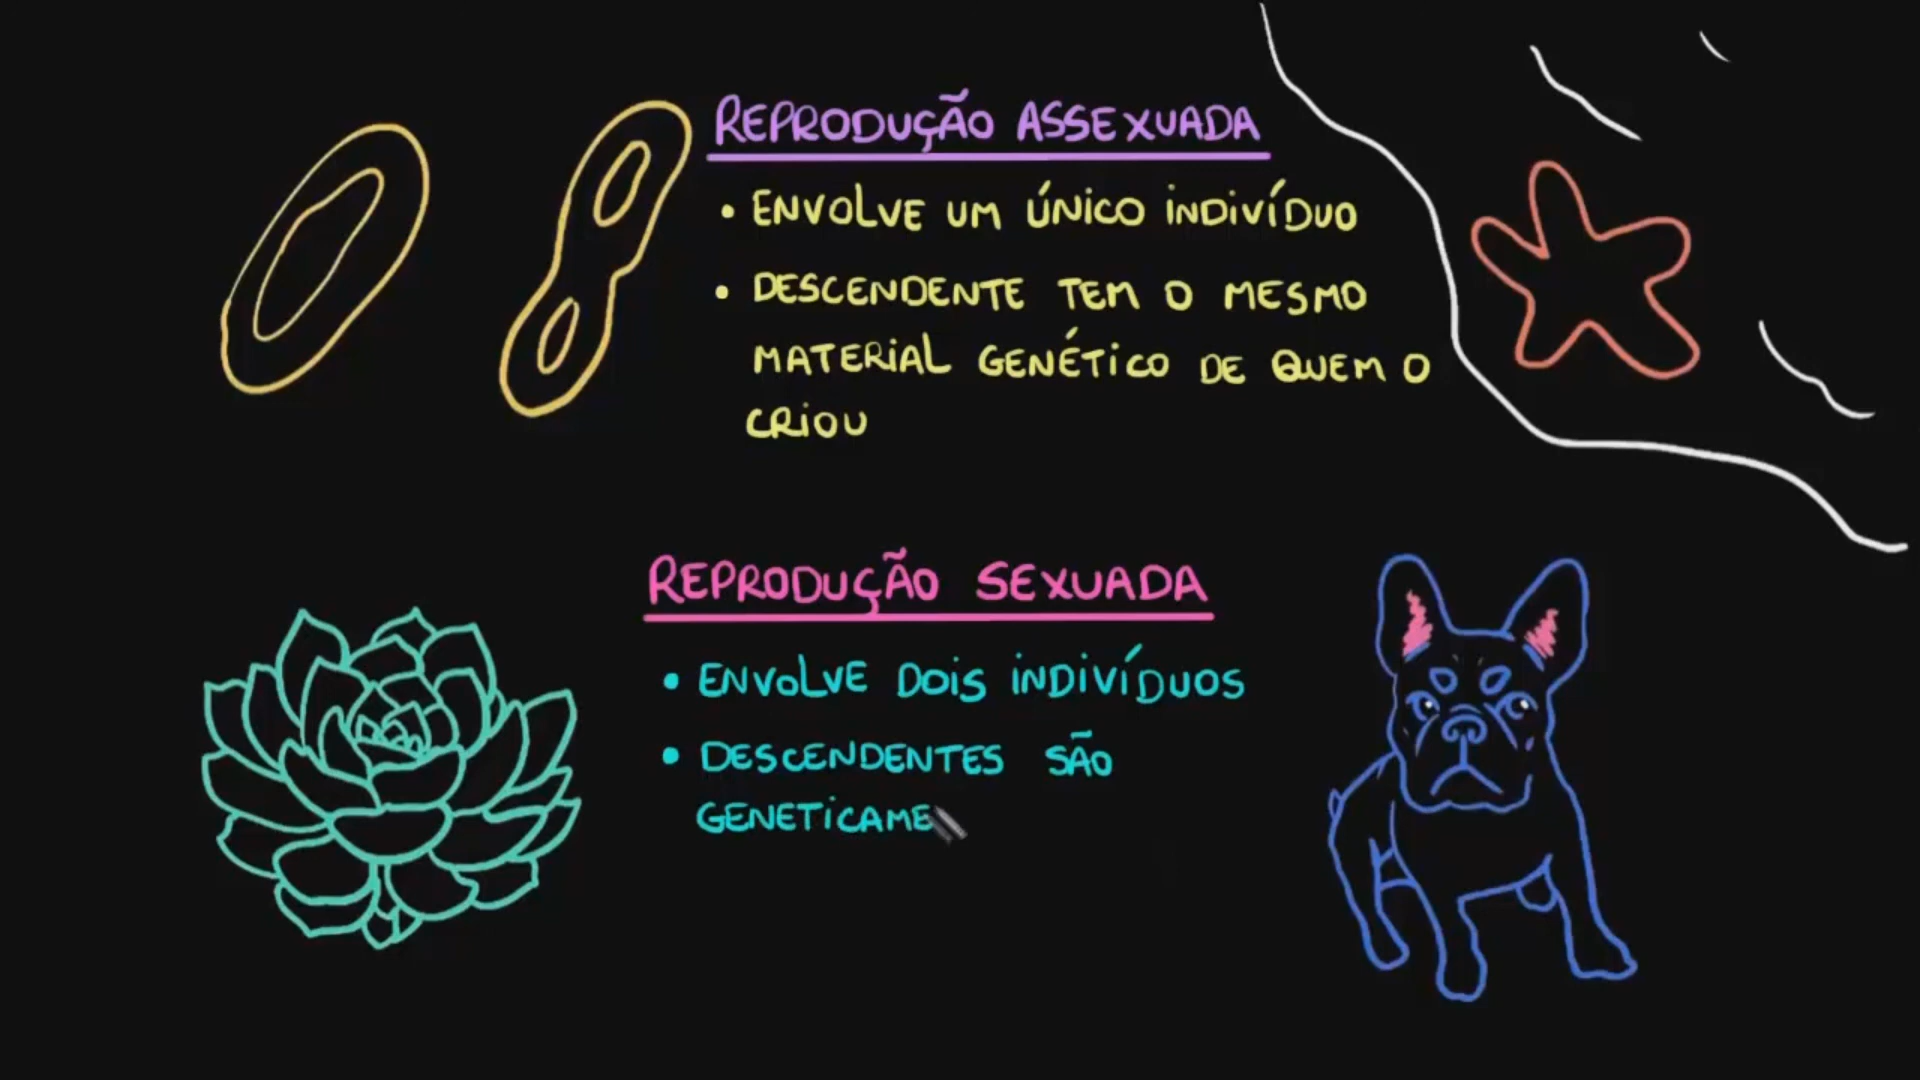 REPRODUÇÃO ASSEXUADA
• ENVOLVE UM ÚNICO INDIVÍDUO
• DESCENDENTE TEM O MESMO
MATERIAL GENÉTICO DE QUEM O
CRIOU
REPRODUÇÃO SEXUADA
• ENVOLVE DOIS INDIVÍDUOS
• DESCENDENTES SÃO
GENETICAME